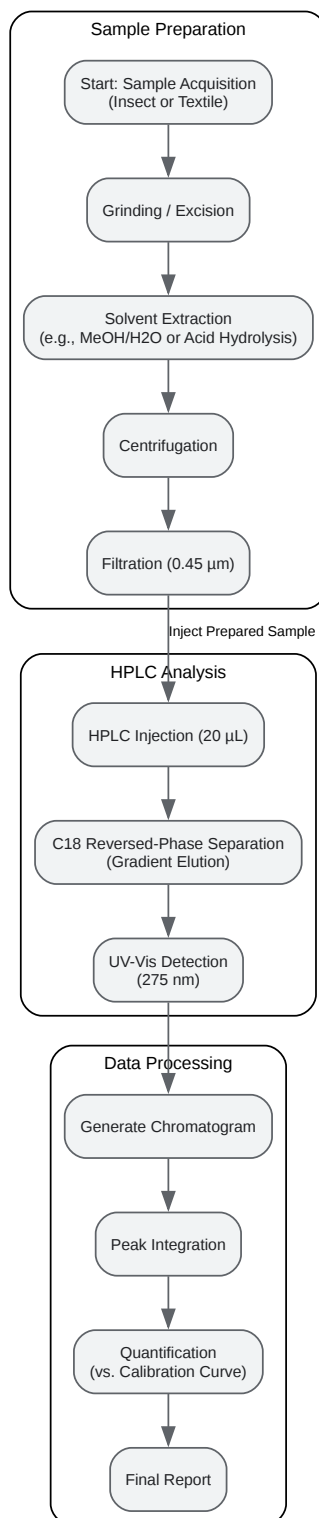 Sample Preparation
Start: Sample Acquisition
(Insect or Textile)
Grinding / Excision
Solvent Extraction
(e.g., MeOH/H2O or Acid Hydrolysis)
Centrifugation
Filtration (0.45 µm)
Inject Prepared Sample
HPLC Analysis
HPLC Injection (20 µL)
C18 Reversed-Phase Separation
(Gradient Elution)
UV-Vis Detection
(275 nm)
Data Processing
Generate Chromatogram
Peak Integration
Quantification
(vs. Calibration Curve)
Final Report